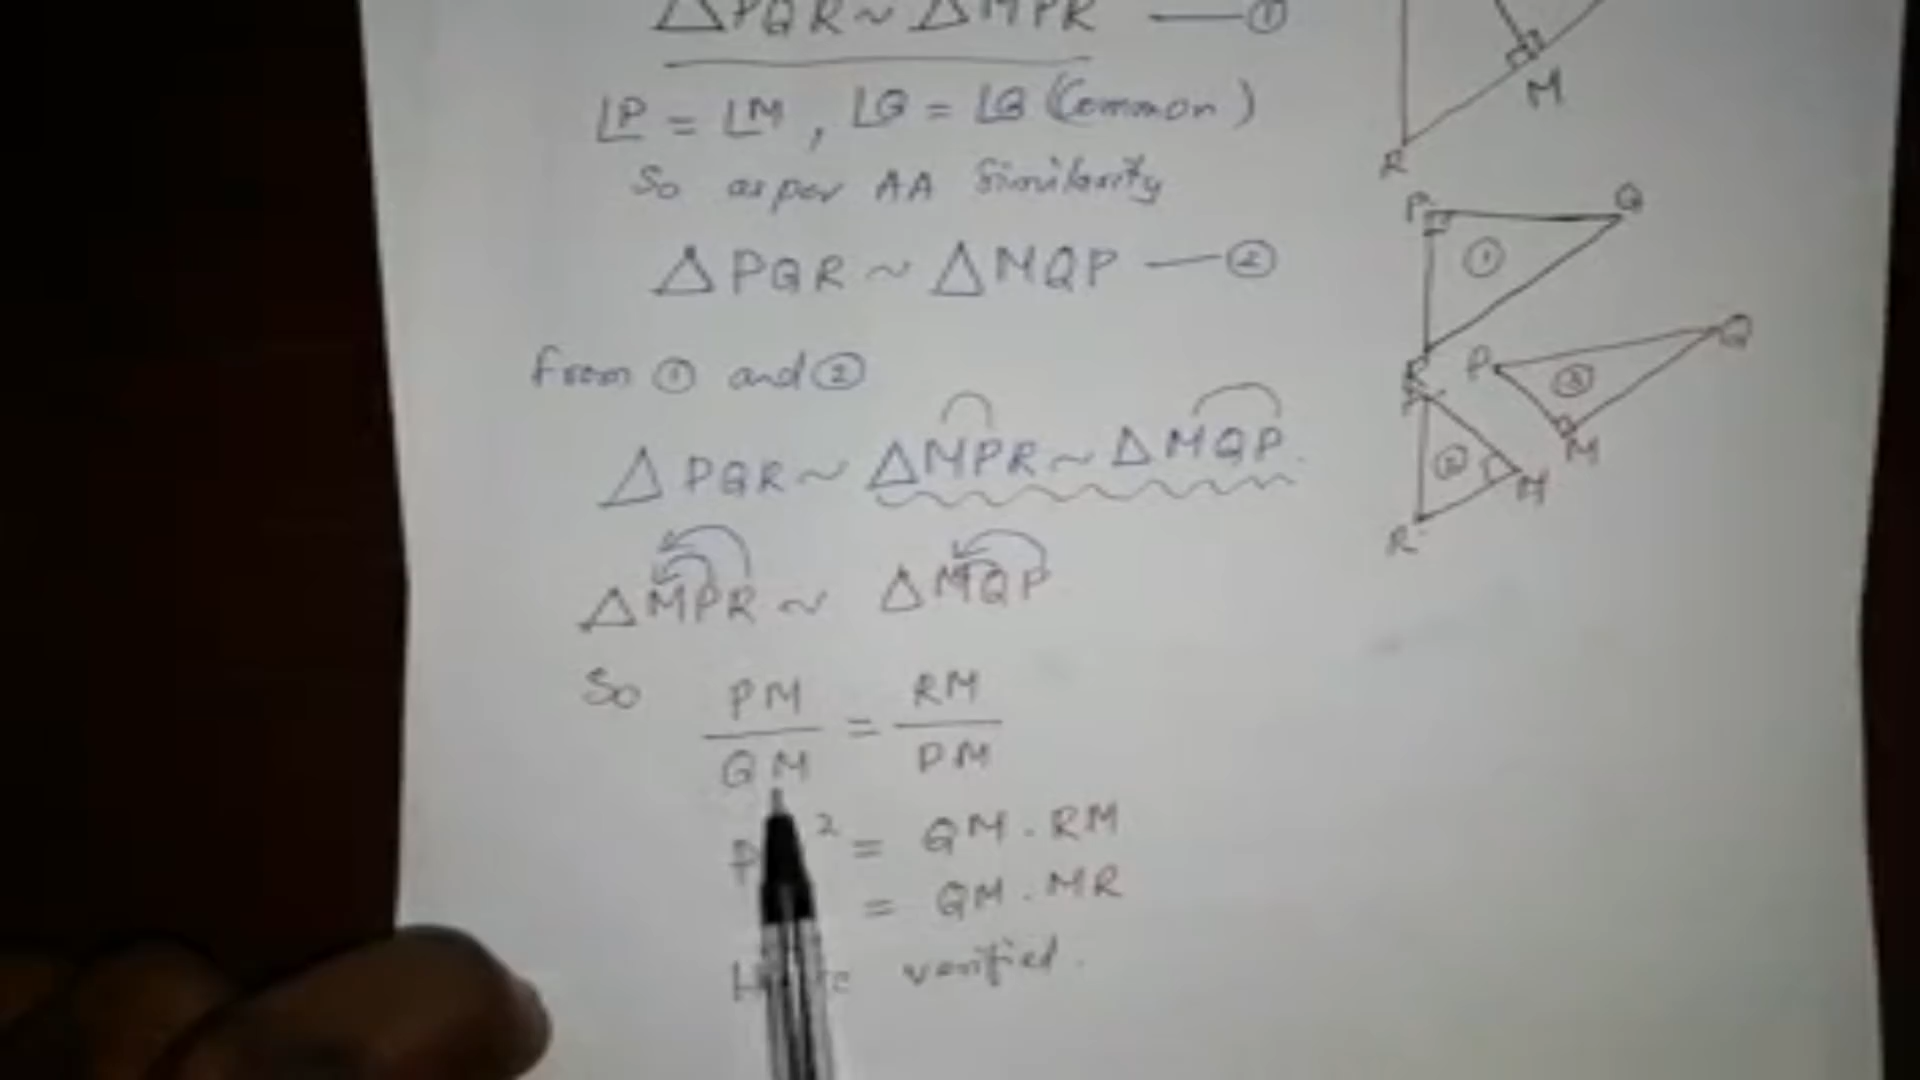 △PQR ~ △MPR —①
∠P = ∠M , ∠Q = ∠Q (Common)
So as per AA Similarity
△PQR ~ △MQP —②
from ① and ②
△PQR ~ △MPR ~ △MQP.
△MPR ~ △MQP
So PM/QM = RM/PM
² = QM . RM
= QM . MR
verified.
M
R
P Q
①
R
P Q
③
M
②
M
R